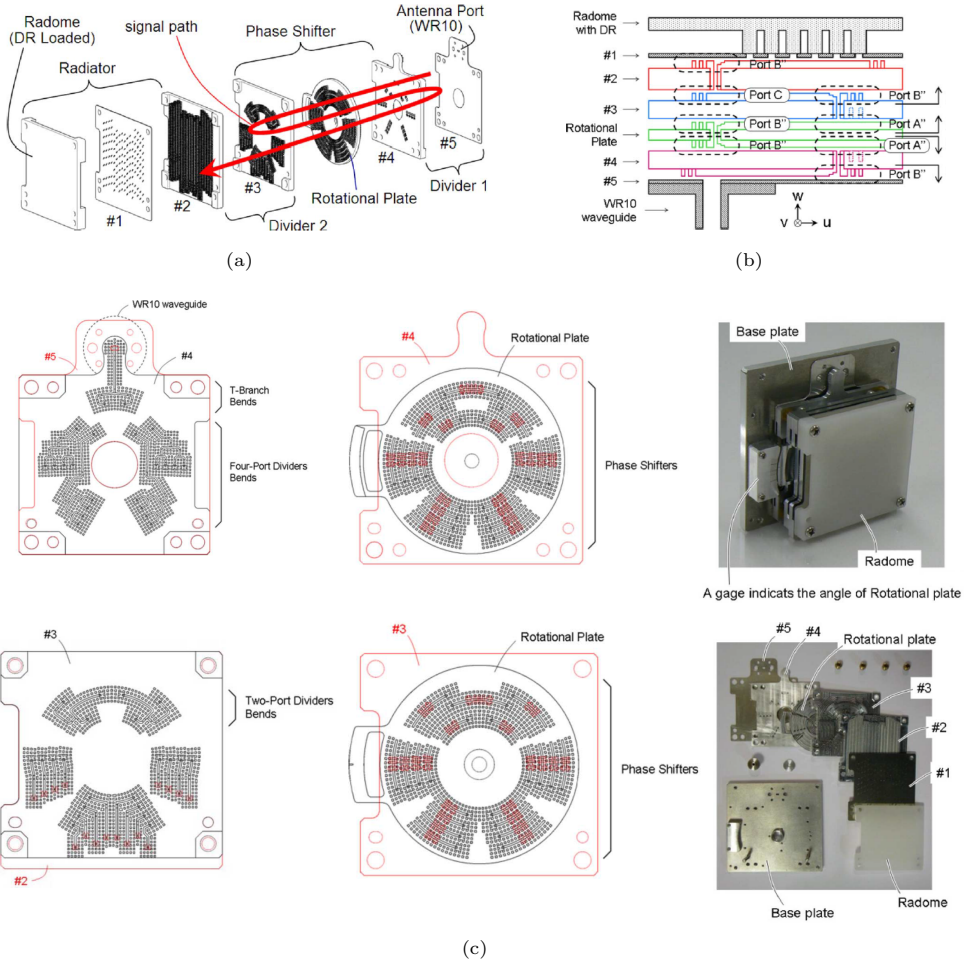 Radome
(DR Loaded)
signal path
Antenna Port
(WR10)
Phase Shifter
Radiator
#1
#2
#3
#4
#5
Rotational Plate
Divider 1
Divider 2
(a)
Radome
with DR
#1
#2
#3
Rotational
Plate
#4
#5
WR10
waveguide
Port B"
Port C
Port B"
Port B"
Port A"
Port B"
Port A"
Port B"
Port B"
w
v
u
(b)
WR10 waveguide
#5
#4
T-Branch
Bends
Four-Port Dividers
Bends
#4
Rotational Plate
Phase Shifters
Base plate
Radome
A gage indicats the angle of Rotational plate
#3
Two-Port Dividers
Bends
#2
#3
Rotational Plate
Phase Shifters
#5
#4
Rotational plate
#3
#2
#1
Base plate
Radome
(c)